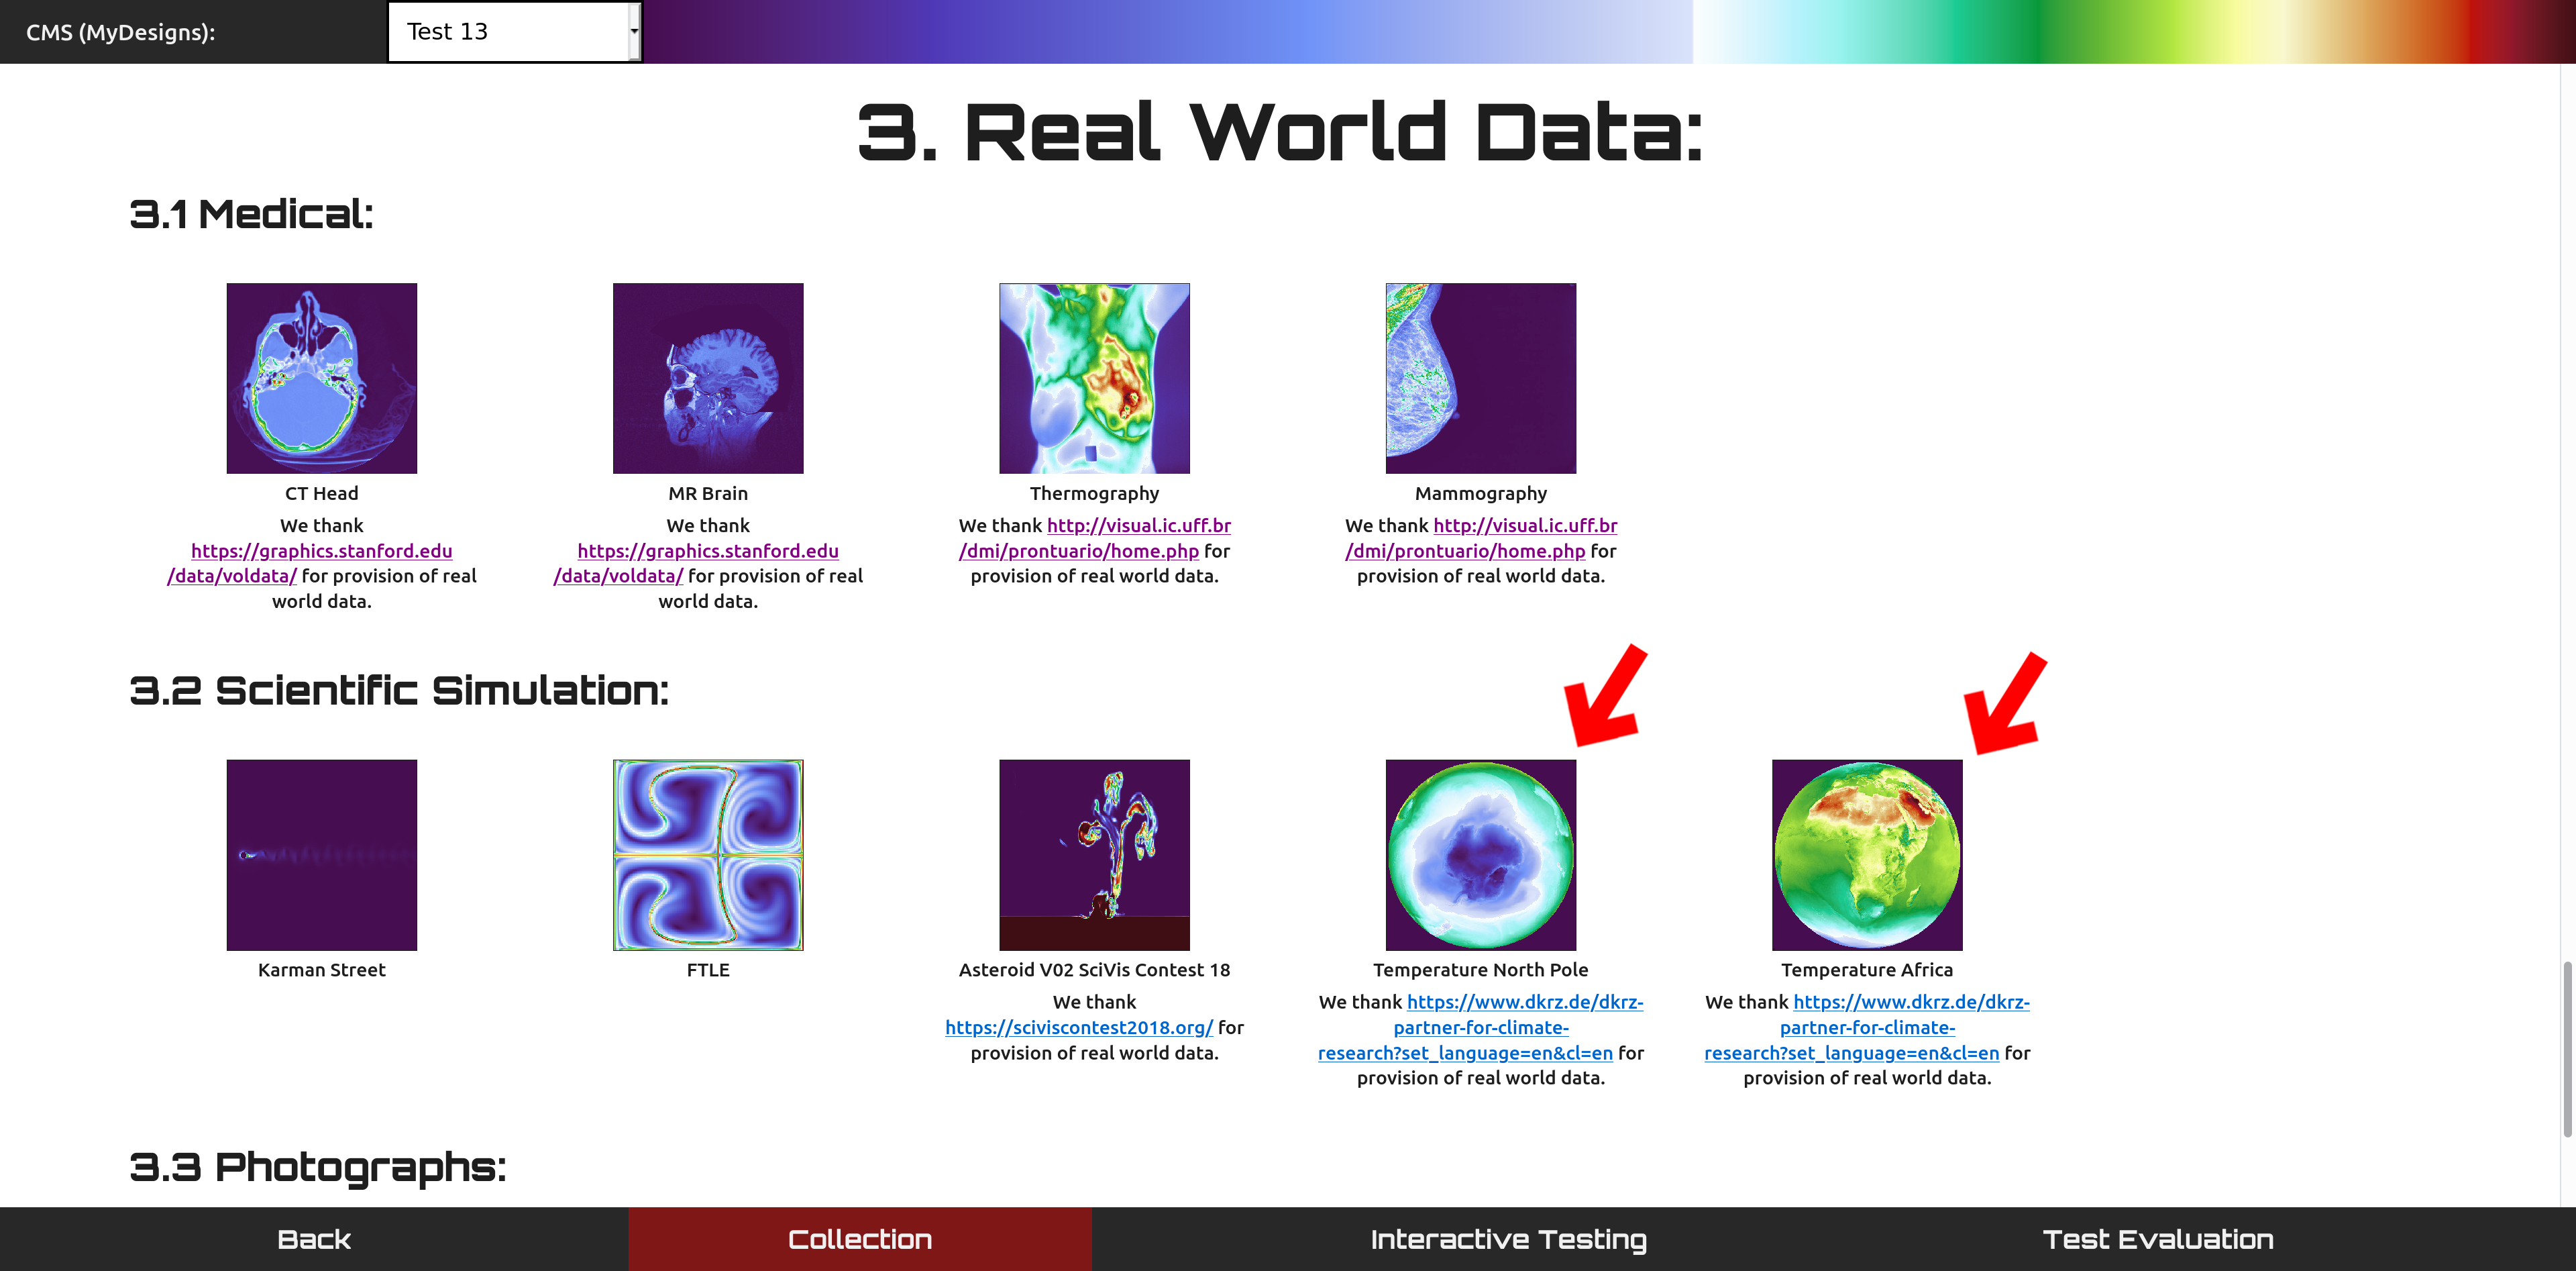 CMS (MyDesigns):
Test 13
3. Real World Data:
3.1 Medical:
CT Head
We thank
https://graphics.stanford.edu
/data/voldata/ for provision of real
world data.
MR Brain
We thank
https://graphics.stanford.edu
/data/voldata/ for provision of real
world data.
Thermography
We thank http://visual.ic.uff.br
/dmi/prontuario/home.php for
provision of real world data.
Mammography
We thank http://visual.ic.uff.br
/dmi/prontuario/home.php for
provision of real world data.
3.2 Scientific Simulation:
Karman Street
FTLE
Asteroid V02 SciVis Contest 18
We thank
https://sciviscontest2018.org/ for
provision of real world data.
Temperature North Pole
We thank https://www.dkrz.de/dkrz-
partner-for-climate-
research?set_language=en&cl=en for
provision of real world data.
Temperature Africa
We thank https://www.dkrz.de/dkrz-
partner-for-climate-
research?set_language=en&cl=en for
provision of real world data.
3.3 Photographs:
Back
Collection
Interactive Testing
Test Evaluation